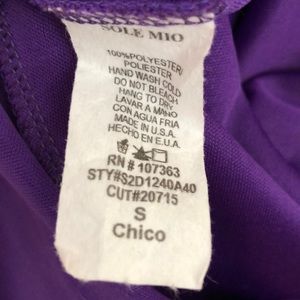 SOLE MIO
100%POLYESTER/
POLIESTER
HAND WASH COLD
DO NOT BLEACH
HANG TO DRY
LAVAR A MANO
CON AGUA FRIA
MADE IN U.S.A.
HECHO EN E.U.A.
RN # 107363
STY#S2D1240A40
CUT#20715
S
Chico